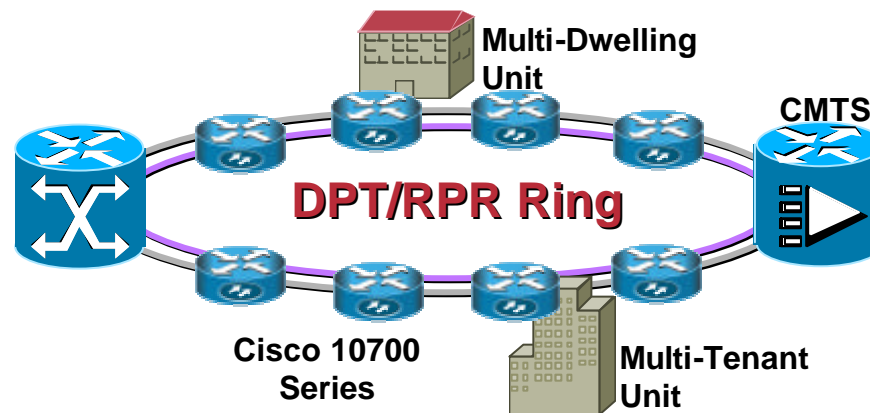 Multi-Dwelling
Unit
CMTS
DPT/RPR Ring
Cisco 10700
Series
Multi-Tenant
Unit